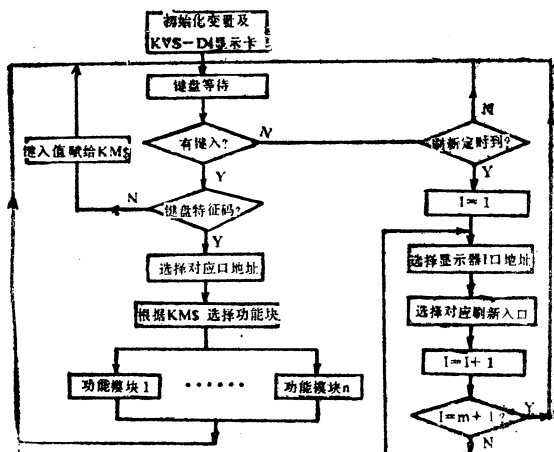 初始化变量及
KVS-D4显示卡
键盘等待
有键入?
N
刷新定时到?
N
Y
键入值赋给KM$
N
键盘特征码?
Y
Y
I=1
选择对应口地址
选择显示器I口地址
根据KM$ 选择功能块
选择对应刷新入口
I=I+1
功能模块1
······
功能模块n
I=m+1?
Y
N